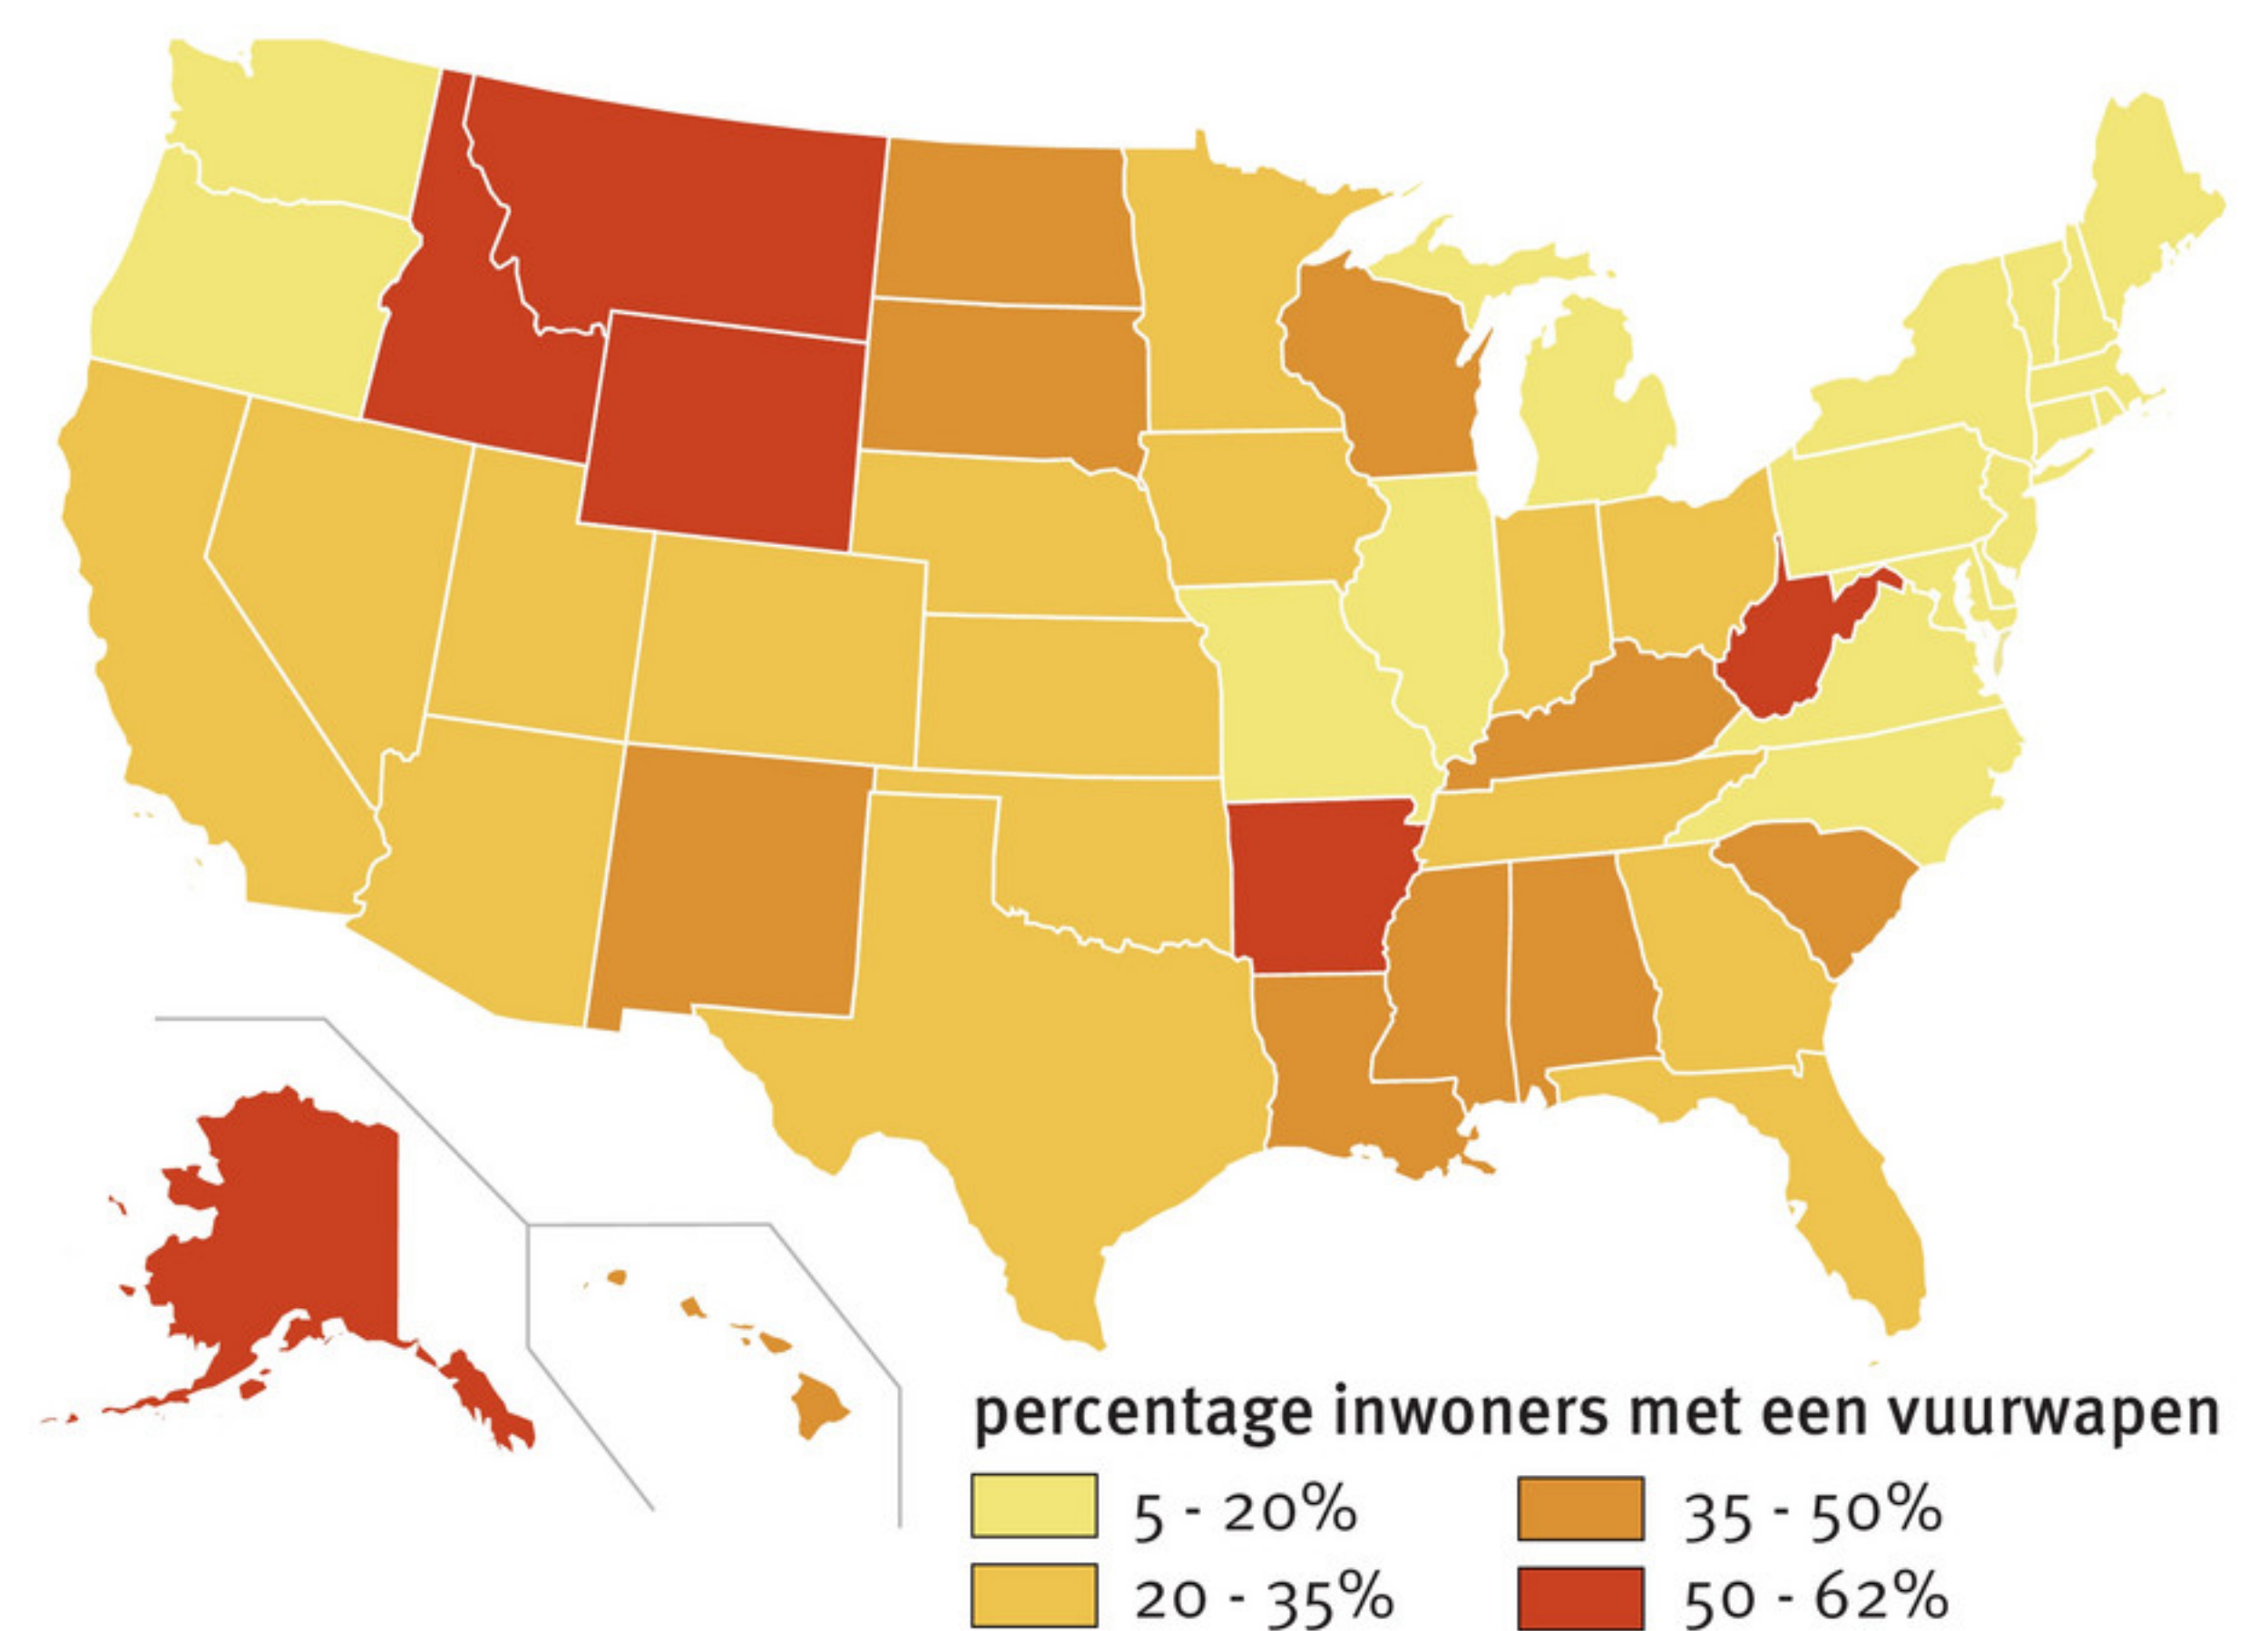 percentage inwoners met een vuurwapen
5 - 20%
35 - 50%
20 - 35%
50 - 62%